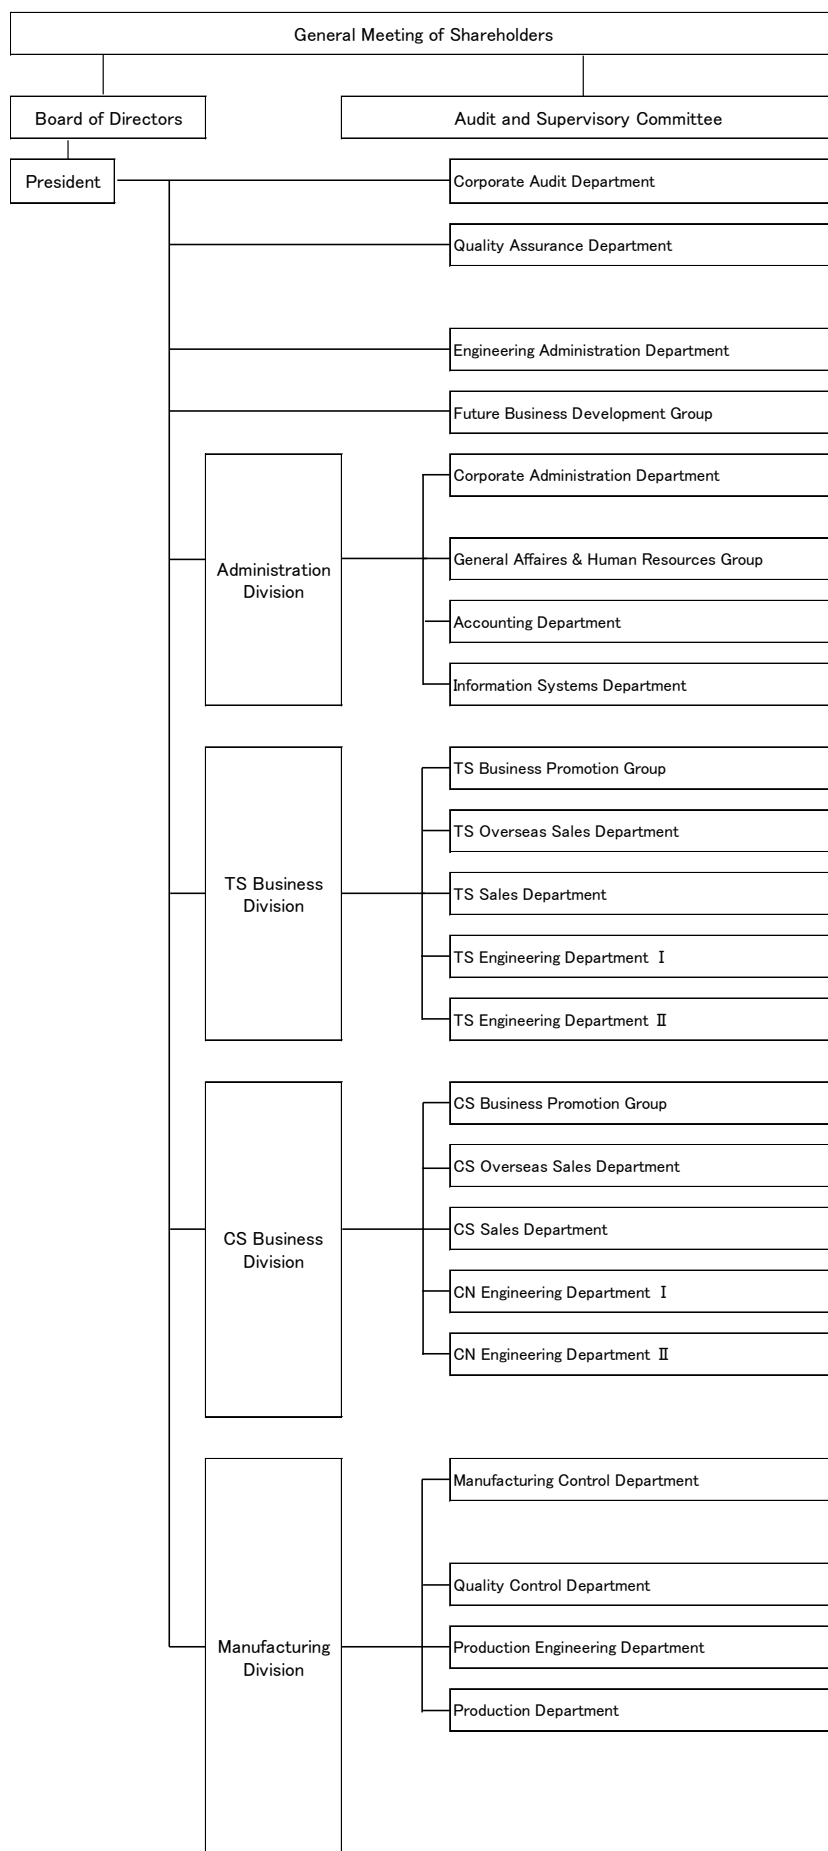 General Meeting of Shareholders
Board of Directors
Audit and Supervisory Committee
President
Corporate Audit Department
Quality Assurance Department
Engineering Administration Department
Future Business Development Group
Administration
Division
Corporate Administration Department
General Affaires & Human Resources Group
Accounting Department
Information Systems Department
TS Business
Division
TS Business Promotion Group
TS Overseas Sales Department
TS Sales Department
TS Engineering Department Ⅰ
TS Engineering Department Ⅱ
CS Business
Division
CS Business Promotion Group
CS Overseas Sales Department
CS Sales Department
CN Engineering Department Ⅰ
CN Engineering Department Ⅱ
Manufacturing
Division
Manufacturing Control Department
Quality Control Department
Production Engineering Department
Production Department